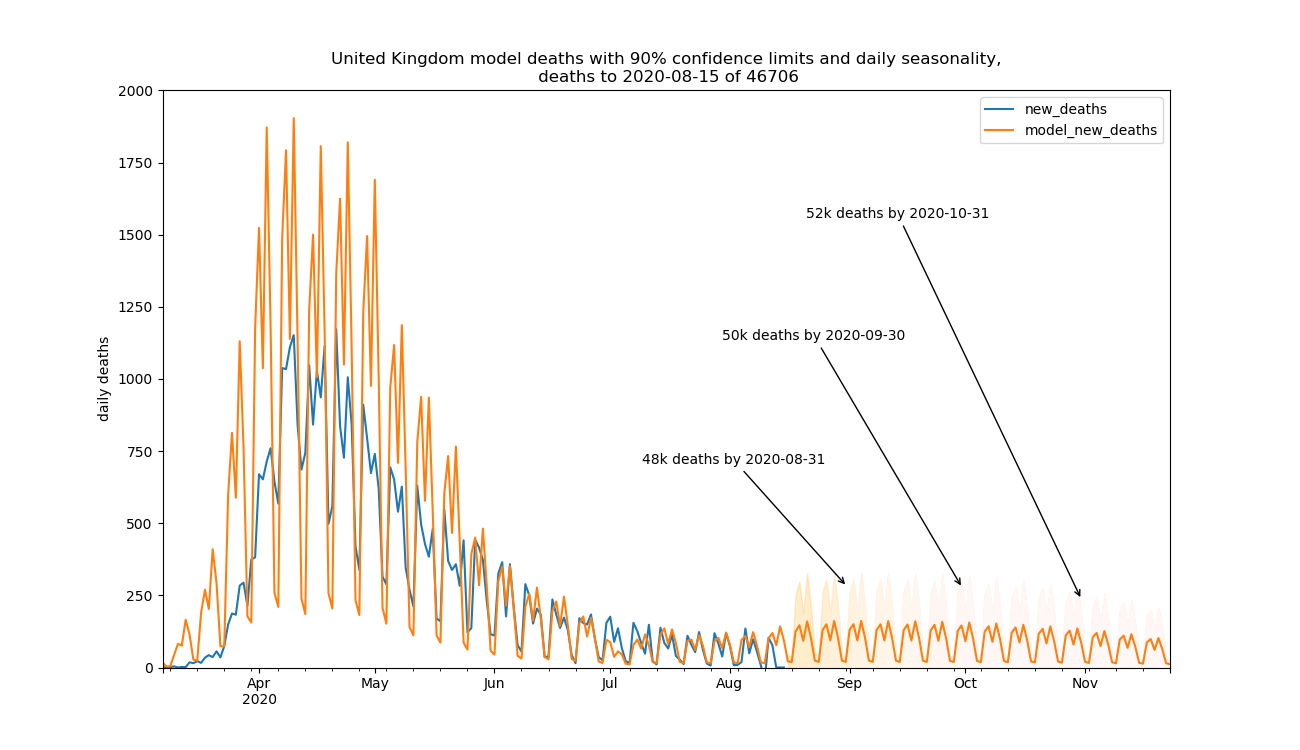 United Kingdom model deaths with 90% confidence limits and daily seasonality,
deaths to 2020-08-15 of 46706
2000
1750
1500
1250
1000
750
500
250
0
daily deaths
new_deaths
model_new_deaths
52k deaths by 2020-10-31
50k deaths by 2020-09-30
48k deaths by 2020-08-31
Apr May Jun Jul Aug Sep Oct Nov
2020